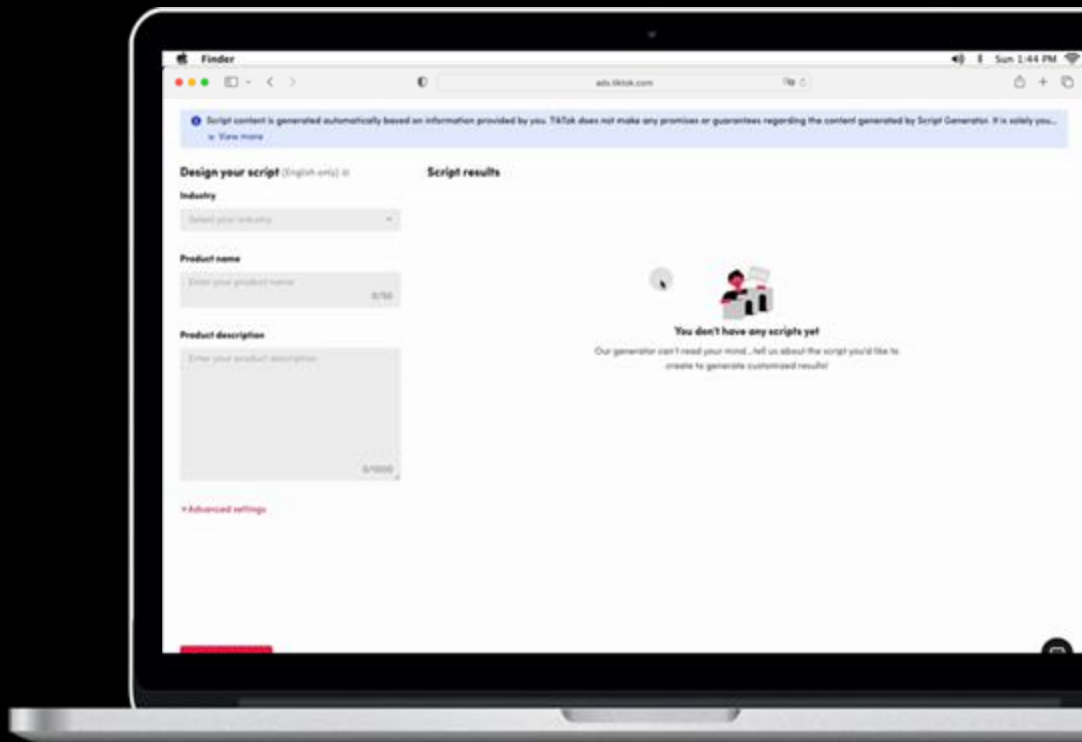 Finder
Sun 1:44 PM
ads.tiktok.com
Script content is generated automatically based on information provided by you. TikTok does not make any promises or guarantees regarding the content generated by Script Generator. It is solely you...
View more
Design your script (English only)
Script results
Industry
Select your industry
Product name
Enter your product name
0/50
Product description
Enter your product description
0/1000
+Advanced settings
You don't have any scripts yet
Our generator can't read your mind...tell us about the script you'd like to
create to generate customized results!